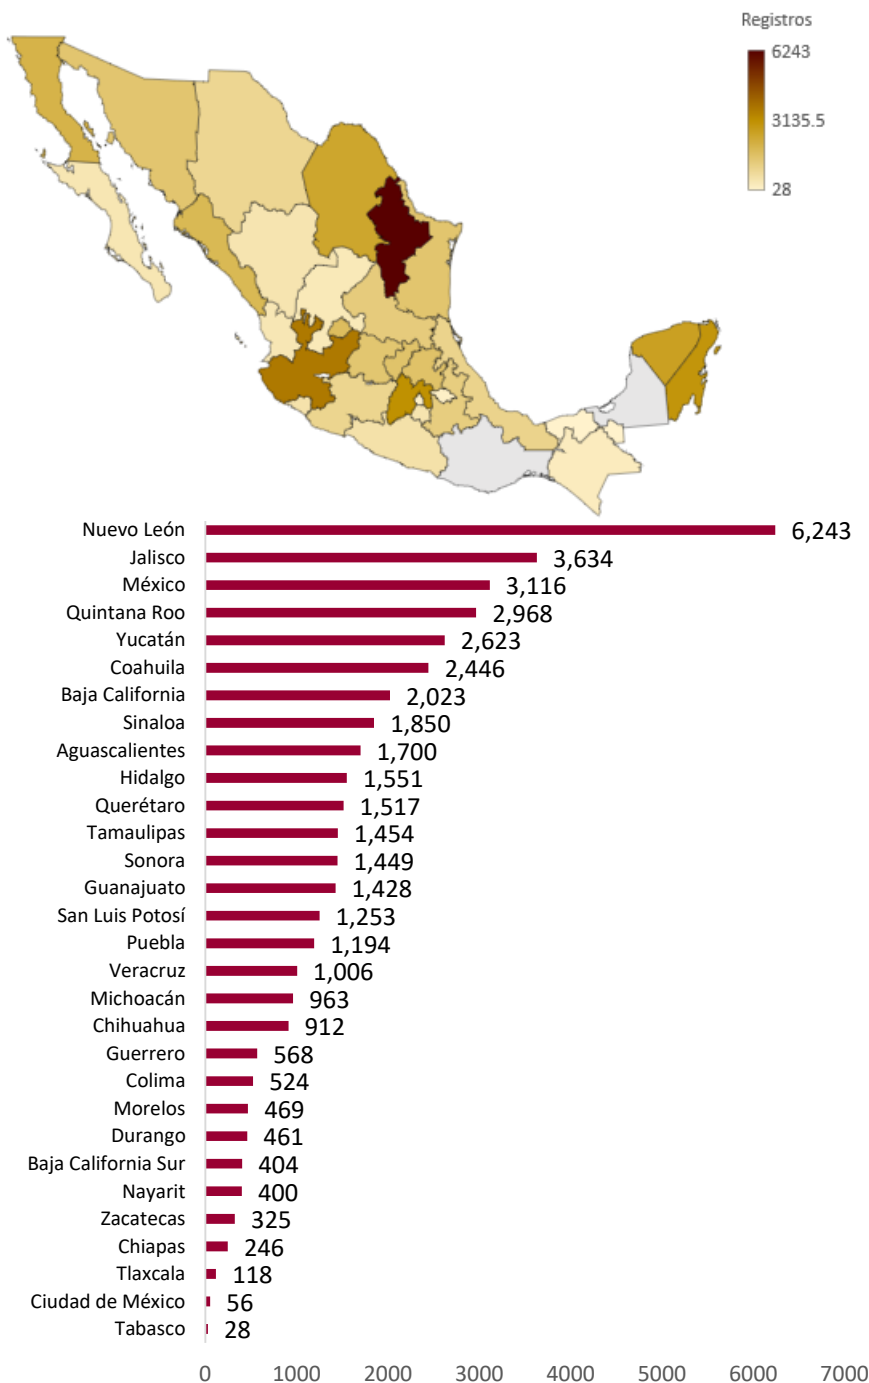 Registros
6243
3135.5
28
Nuevo León 6,243
Jalisco 3,634
México 3,116
Quintana Roo 2,968
Yucatán 2,623
Coahuila 2,446
Baja California 2,023
Sinaloa 1,850
Aguascalientes 1,700
Hidalgo 1,551
Querétaro 1,517
Tamaulipas 1,454
Sonora 1,449
Guanajuato 1,428
San Luis Potosí 1,253
Puebla 1,194
Veracruz 1,006
Michoacán 963
Chihuahua 912
Guerrero 568
Colima 524
Morelos 469
Durango 461
Baja California Sur 404
Nayarit 400
Zacatecas 325
Chiapas 246
Tlaxcala 118
Ciudad de México 56
Tabasco 28
0 1000 2000 3000 4000 5000 6000 7000